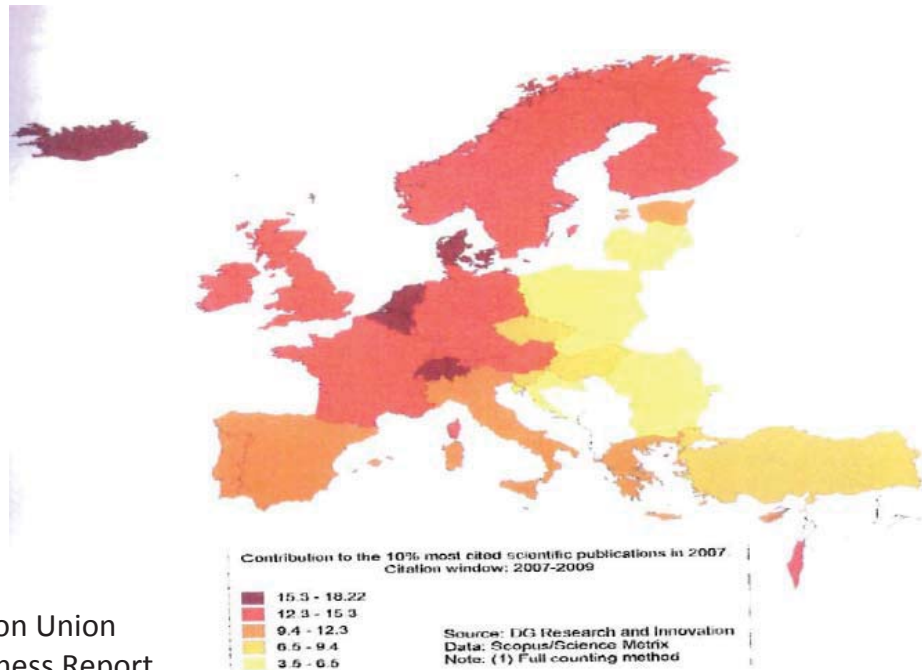 Contribution to the 10% most cited scientific publications in 2007.
Citation window: 2007-2009
15.3 - 18.22
12.3 - 15.3
9.4 - 12.3
6.5 - 9.4
3.5 - 6.5
Source: DG Research and Innovation
Data: Scopus/Science Metrix
Note: (1) Full counting method
on Union
ness Report